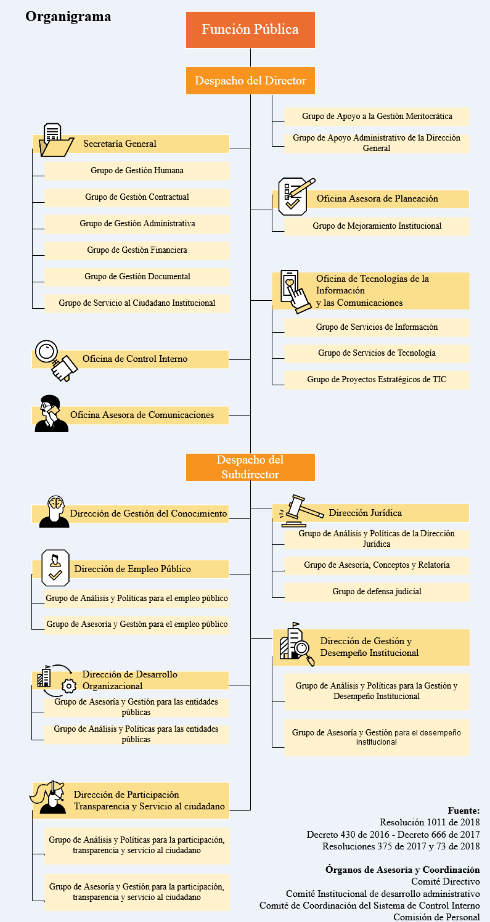 Organigrama
Función Pública
Despacho del Director
Grupo de Apoyo a la Gestión Meritocrática
Grupo de Apoyo Administrativo de la Dirección
General
Secretaría General
Grupo de Gestión Humana
Grupo de Gestión Contractual
Grupo de Gestión Administrativa
Grupo de Gestión Financiera
Grupo de Gestión Documental
Grupo de Servicio al Ciudadano Institucional
Oficina Asesora de Planeación
Grupo de Mejoramiento Institucional
Oficina de Tecnologías de la
Información
y las Comunicaciones
Grupo de Servicios de Información
Grupo de Servicios de Tecnología
Grupo de Proyectos Estratégicos de TIC
Oficina de Control Interno
Oficina Asesora de Comunicaciones
Despacho del
Subdirector
Dirección de Gestión del Conocimiento
Dirección Jurídica
Grupo de Análisis y Políticas de la Dirección
Jurídica
Grupo de Asesoría, Conceptos y Relatoria
Grupo de defensa judicial
Dirección de Empleo Público
Grupo de Análisis y Políticas para el empleo público
Grupo de Asesoría y Gestión para el empleo público
Dirección de Gestión y
Desempeño Institucional
Grupo de Análisis y Políticas para la Gestión y
Desempeño Institucional
Grupo de Asesoría y Gestión para el desempeño
institucional
Dirección de Desarrollo
Organizacional
Grupo de Asesoría y Gestión para las entidades
públicas
Grupo de Análisis y Políticas para las entidades
públicas
Dirección de Participación
Transparencia y Servicio al ciudadano
Grupo de Análisis y Políticas para la participación,
transparencia y servicio al ciudadano
Grupo de Asesoría y Gestión para la participación,
transparencia y servicio al ciudadano
Fuente:
Resolución 1011 de 2018
Decreto 430 de 2016 - Decreto 666 de 2017
Resoluciones 375 de 2017 y 73 de 2018
Órganos de Asesoría y Coordinación
Comité Directivo
Comité Institucional de desarrollo administrativo
Comité de Coordinación del Sistema de Control Interno
Comisión de Personal